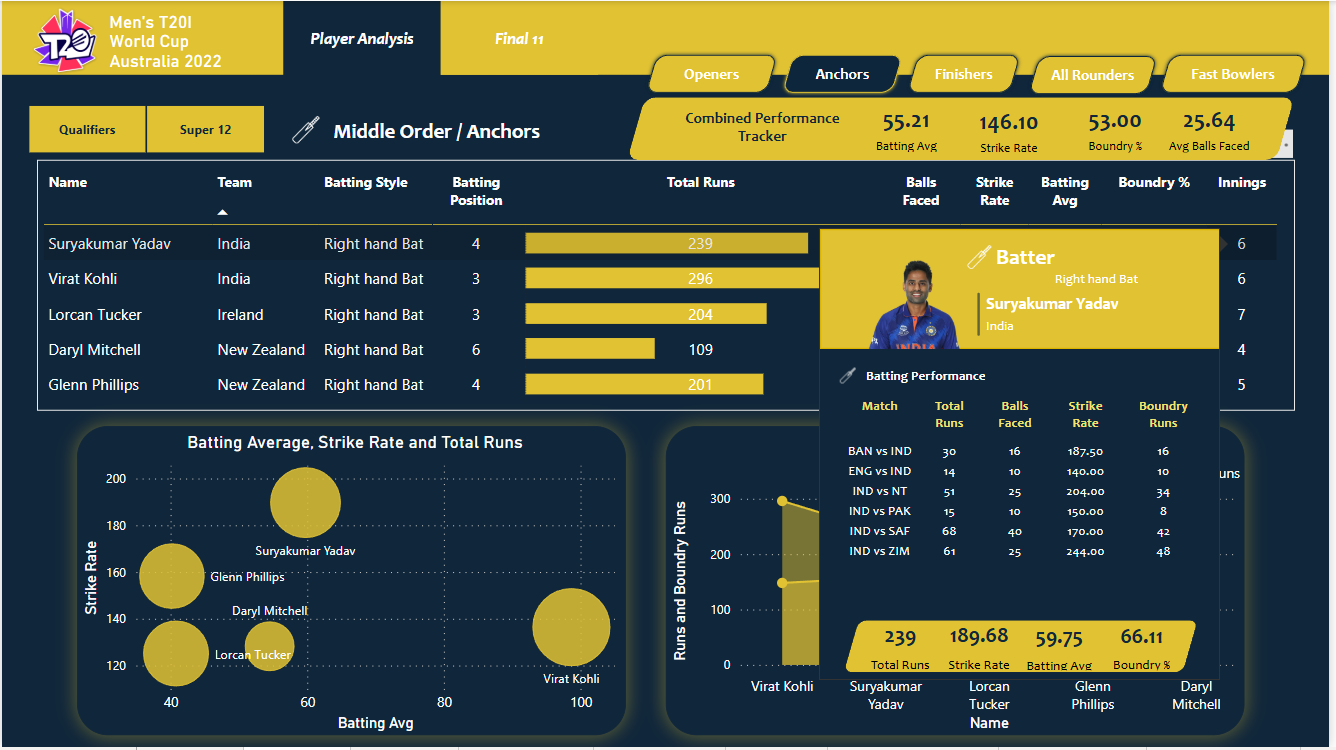 Men's T20I
World Cup
Australia 2022
T20
Player Analysis
Final 11
Openers
Anchors
Finishers
All Rounders
Fast Bowlers
Qualifiers
Super 12
Middle Order / Anchors
Combined Performance
Tracker
55.21
Batting Avg
146.10
Strike Rate
53.00
Boundry %
25.64
Avg Balls Faced
Name Team Batting Style Batting Position Total Runs Balls Faced Strike Rate Batting Avg Boundry % Innings
Suryakumar Yadav India Right hand Bat 4 239 6
Virat Kohli India Right hand Bat 3 296 6
Lorcan Tucker Ireland Right hand Bat 3 204 7
Daryl Mitchell New Zealand Right hand Bat 6 109 4
Glenn Phillips New Zealand Right hand Bat 4 201 5
Batter
Right hand Bat
Suryakumar Yadav
India
INDIA
Batting Performance
Match Total Runs Balls Faced Strike Rate Boundry Runs
BAN vs IND 30 16 187.50 16
ENG vs IND 14 10 140.00 10
IND vs NT 51 25 204.00 34
IND vs PAK 15 10 150.00 8
IND vs SAF 68 40 170.00 42
IND vs ZIM 61 25 244.00 48
239
Total Runs
189.68
Strike Rate
59.75
Batting Avg
66.11
Boundry %
Batting Average, Strike Rate and Total Runs
Strike Rate
200
180
160
140
120
Suryakumar Yadav
Glenn Phillips
Daryl Mitchell
Lorcan Tucker
Virat Kohli
40 60 80 100
Batting Avg
uns
Runs and Boundry Runs
300
200
100
0
Virat Kohli
Suryakumar
Yadav
Lorcan
Tucker
Glenn
Phillips
Daryl
Mitchell
Name